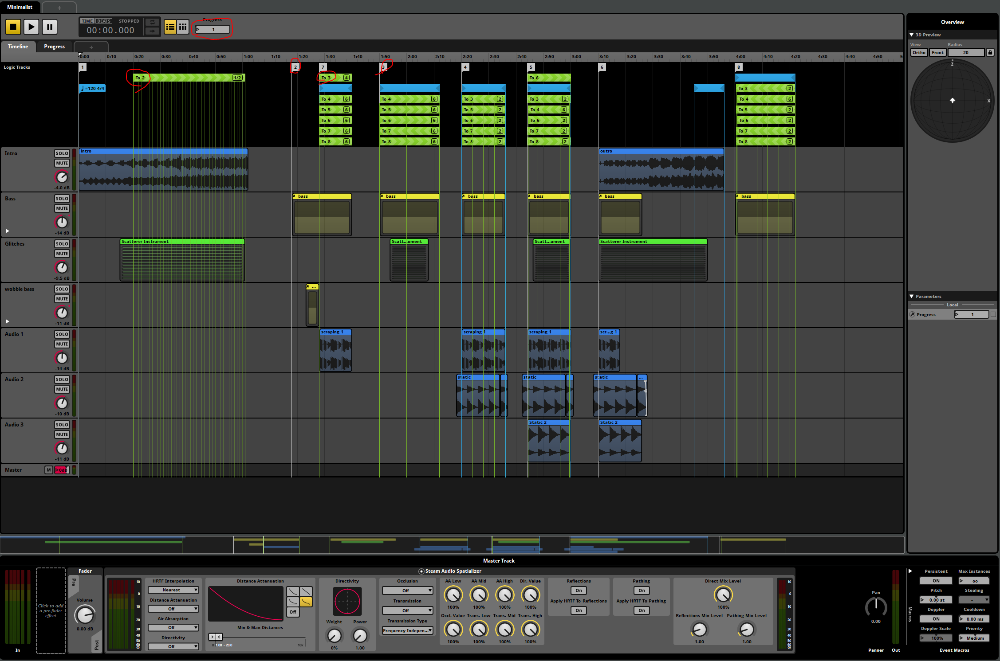 Minimalist
+
TIME BEATS STOPPED
00:00.000
Progress
1
Timeline
Progress
+
0:00 0:10 0:20 0:30 0:40 0:50 1:00 1:10 1:20 1:30 1:40 1:50 2:00 2:10 2:20 2:30 2:40 2:50 3:00 3:10 3:20 3:30 3:40 3:50 4:00 4:10 4:20 4:30 4:40 4:50 5:
Logic Tracks
1 2 7 3 4 5 6 8
To 2 1/2 To 3 4 To 6
=120 4/4 To 3 2
To 4 6 To 4 6 To 3 2 To 3 2 To 4 6
To 5 6 To 5 6 To 5 2 To 4 6 To 5 2
To 6 6 To 6 6 To 6 2 To 6 2 To 6 2
To 7 6 To 7 6 To 7 2 To 7 2 To 7 2
To 8 6 To 8 6 To 8 2 To 8 2 To 8 2
Intro SOLO MUTE -4.0 dB
intro outro
Bass SOLO MUTE -14 dB
bass bass bass bass bass bass
Glitches SOLO MUTE -9.5 dB
Scatterer Instrument Scatt...ument Scatt...ument Scatterer Instrument
wobble bass SOLO MUTE -11 dB
...
Audio 1 SOLO MUTE -14 dB
scraping 1 scraping 1 scraping 1 scr...g 1
Audio 2 SOLO MUTE -10 dB
static static static ...
Audio 3 SOLO MUTE -11 dB
Static 2 Static 2
Master M 0dB
Overview
3D Preview
View Radius
Ortho Front 20
Z
X
Parameters
Local
Progress 1
Master Track
In
Click to add
a pre-fader
effect
Fader
Pre
Volume
0.00 dB
Post
Steam Audio Spatializer
10
0
10
20
30
40
50
60
80
HRTF Interpolation
Nearest
Distance Attenuation
Off
Air Absorption
Off
Directivity
Off
Distance Attenuation
Off
Min & Max Distances
0 1.00 - 20.0 10k
Directivity
Weight Power
0% 1.00
Occlusion
Off
Transmission
Off
Transmission Type
Frequency Indepen...
AA Low AA Mid AA High Dir. Value
100% 100% 100% 100%
Occl. Value Trans. Low Trans. Mid Trans. High
100% 100% 100% 100%
Reflections
On
Apply HRTF To Reflections
On
Pathing
On
Apply HRTF To Pathing
On
Direct Mix Level
100%
Reflections Mix Level Pathing Mix Level
1.00 1.00
10
0
10
20
30
40
50
60
80
Pan
0.00
Panner
Out
Macros
Persistent Max Instances
ON oo
Pitch Stealing
0.00 st -
Doppler Cooldown
ON 0.00 ms
Doppler Scale Priority
100% Medium
Event Macros